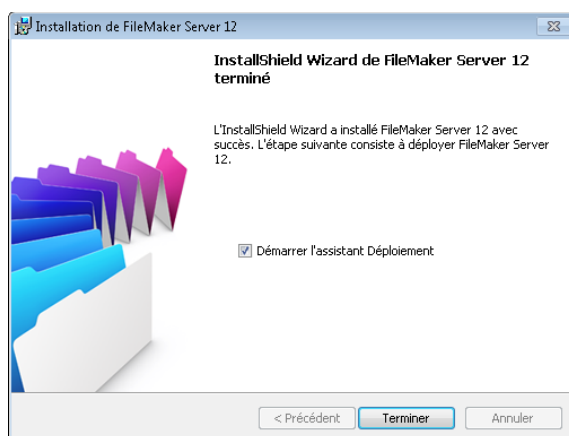 Installation de FileMaker Server 12
InstallShield Wizard de FileMaker Server 12
terminé
L'InstallShield Wizard a installé FileMaker Server 12 avec
succès. L'étape suivante consiste à déployer FileMaker Server
12.
Démarrer l'assistant Déploiement
< Précédent
Terminer
Annuler